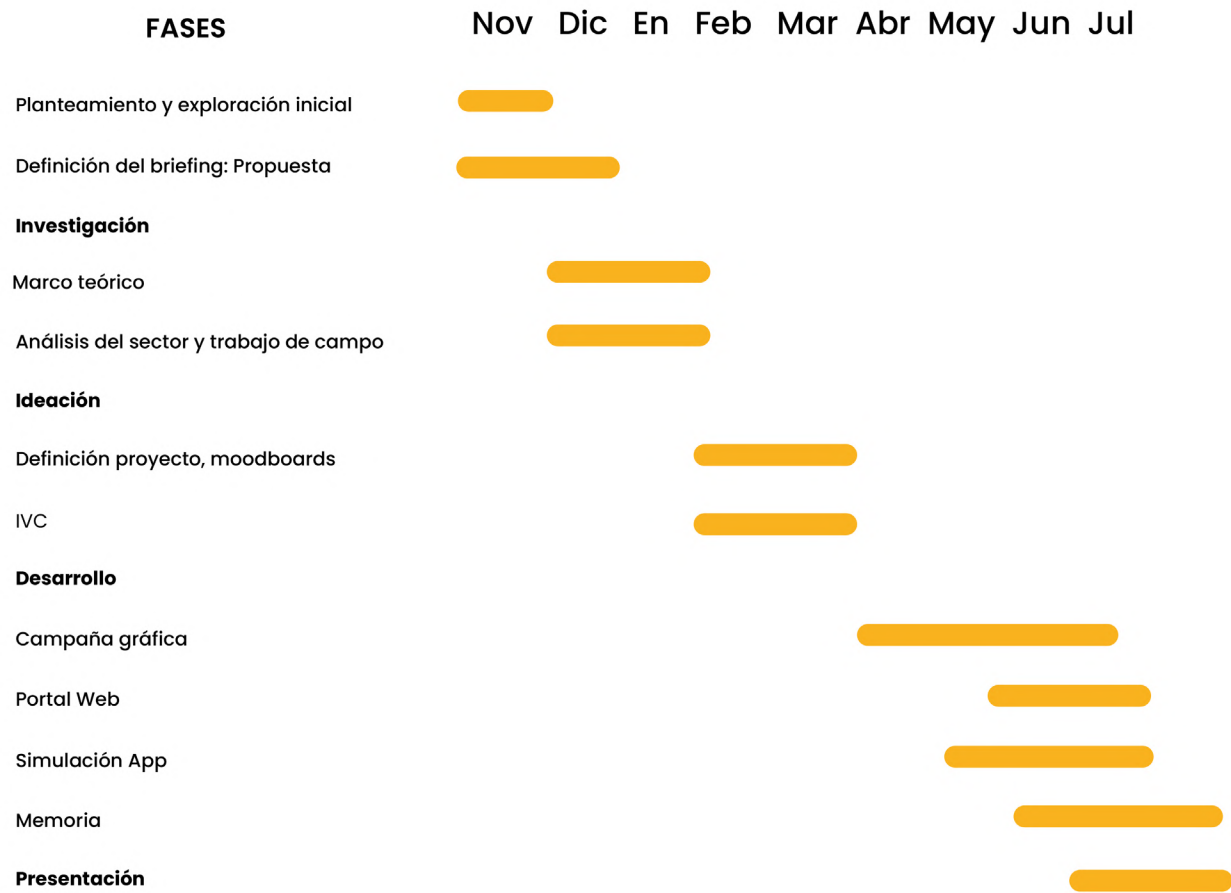 FASES Nov Dic En Feb Mar Abr May Jun Jul
Planteamiento y exploración inicial
Definición del briefing: Propuesta
Investigación
Marco teórico
Análisis del sector y trabajo de campo
Ideación
Definición proyecto, moodboards
IVC
Desarrollo
Campaña gráfica
Portal Web
Simulación App
Memoria
Presentación